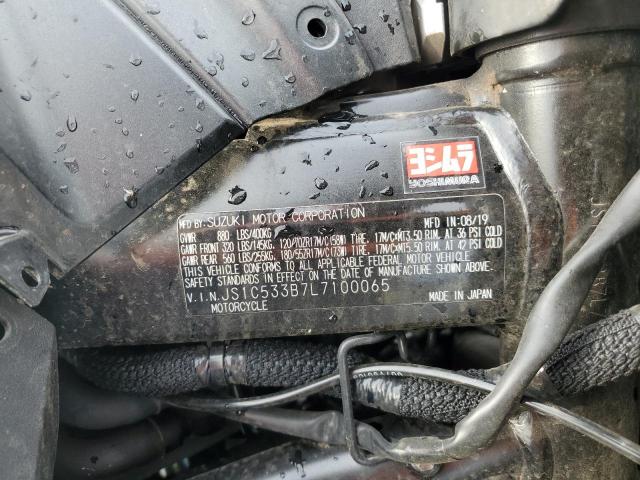 ヨシムラ
YOSHIMURA
MFD BY:SUZUKI MOTOR CORPORATION MFD IN:08/19
GVWR 880 LBS/400KG
GAWR FRONT 320 LBS/145KG 120/70ZR17M/C(58W) TIRE, 17M/C×MT3.50 RIM, AT 36 PSI COLD
GAWR REAR 560 LBS/255KG 180/55ZR17M/C(73W) TIRE, 17M/C×MT5.50 RIM, AT 42 PSI COLD
THIS VEHICLE CONFORMS TO ALL APPLICABLE FEDERAL MOTOR VEHICLE
SAFETY STANDARDS IN EFFECT ON THE DATE OF MANUFACTURE SHOWN ABOVE
V.I.N. JS1C533B7L7100065
MOTORCYCLE MADE IN JAPAN